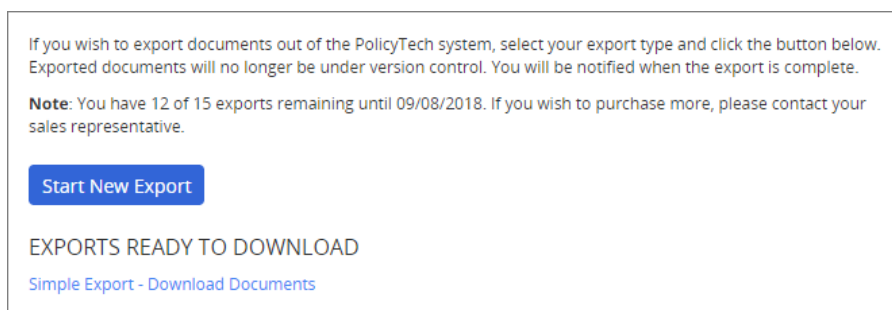 If you wish to export documents out of the PolicyTech system, select your export type and click the button below.
Exported documents will no longer be under version control. You will be notified when the export is complete.
Note: You have 12 of 15 exports remaining until 09/08/2018. If you wish to purchase more, please contact your
sales representative.
Start New Export
EXPORTS READY TO DOWNLOAD
Simple Export - Download Documents